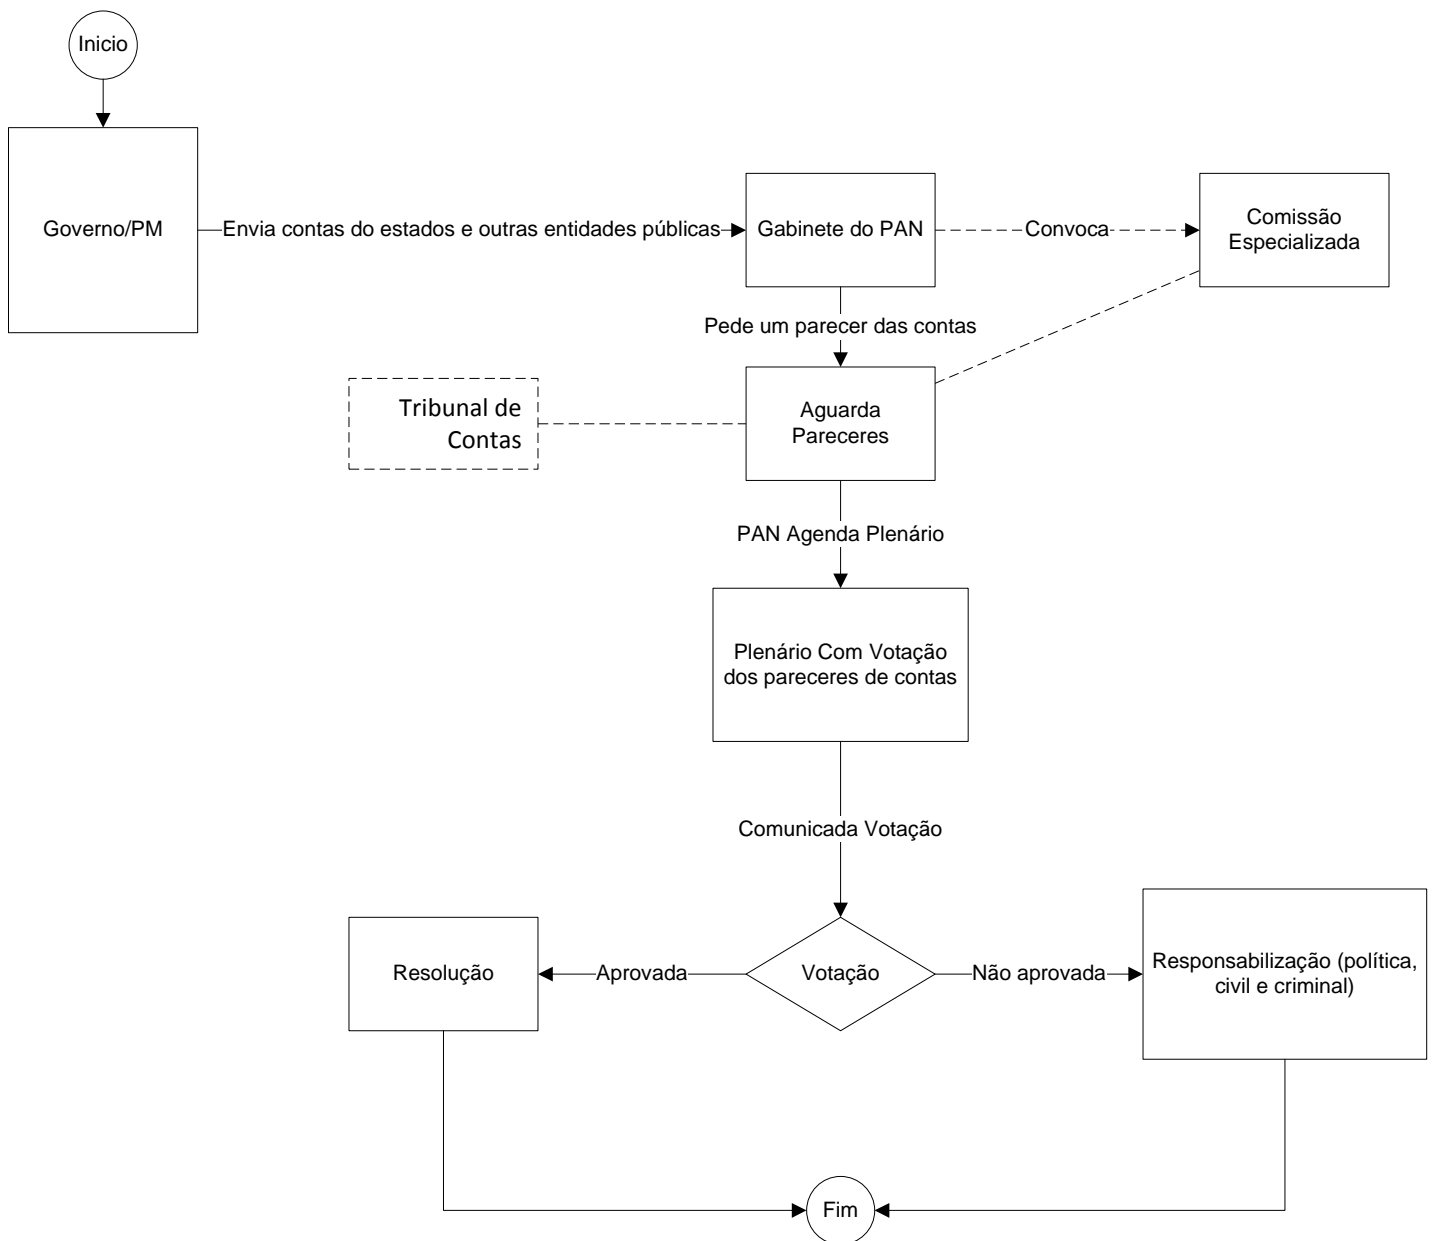 Inicio
Governo/PM
Envia contas do estados e outras entidades públicas
Gabinete do PAN
Convoca
Comissão
Especializada
Pede um parecer das contas
Tribunal de
Contas
Aguarda
Pareceres
PAN Agenda Plenário
Plenário Com Votação
dos pareceres de contas
Comunicada Votação
Resolução
Aprovada
Votação
Não aprovada
Responsabilização (política,
civil e criminal)
Fim